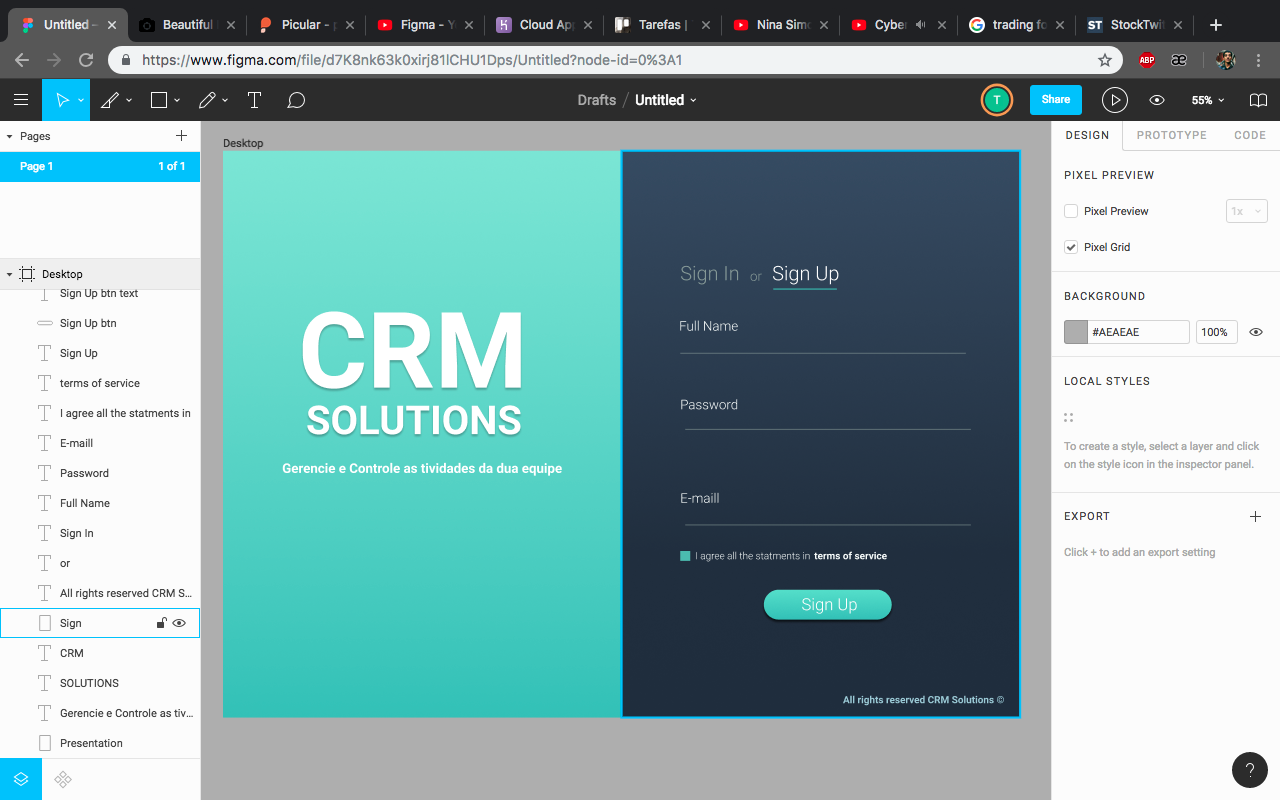 Untitled –
Beautiful
Picular – p
Figma – Y
Cloud App
Tarefas |
Nina Sim
Cyber
trading fo
StockTwit
https://www.figma.com/file/d7K8nk63k0xirj81lCHU1Dps/Untitled?node-id=0%3A1
ABP
æ
Drafts / Untitled
T
Share
55%
Pages
Page 1
1 of 1
Desktop
Sign Up btn text
Sign Up btn
Sign Up
terms of service
I agree all the statments in
E-maill
Password
Full Name
Sign In
or
All rights reserved CRM S...
Sign
CRM
SOLUTIONS
Gerencie e Controle as tiv...
Presentation
Desktop
CRM
SOLUTIONS
Gerencie e Controle as tividades da dua equipe
Sign In or Sign Up
Full Name
Password
E-maill
I agree all the statments in terms of service
Sign Up
All rights reserved CRM Solutions ©
DESIGN
PROTOTYPE
CODE
PIXEL PREVIEW
Pixel Preview
1x
Pixel Grid
BACKGROUND
#AEAEAE
100%
LOCAL STYLES
To create a style, select a layer and click
on the style icon in the inspector panel.
EXPORT
Click + to add an export setting
?